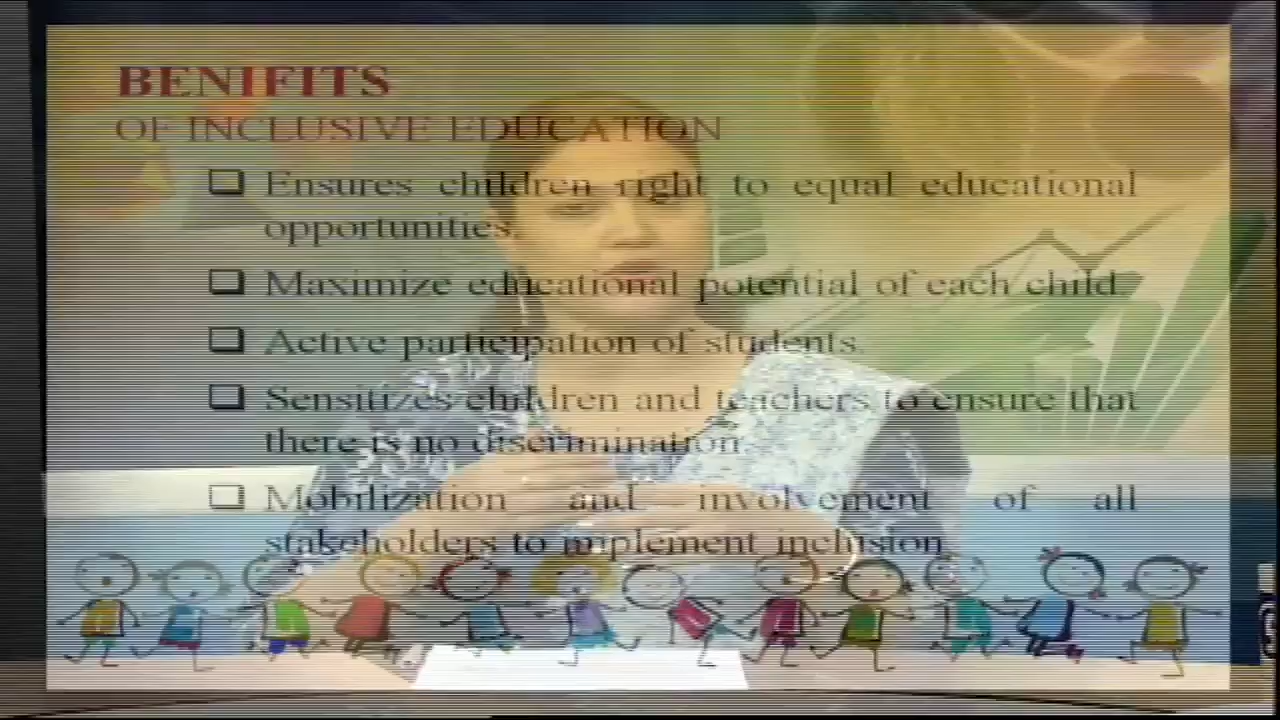 BENIFITS
OF INCLUSIVE EDUCATION
Ensures children right to equal educational
opportunities.
Maximize educational potential of each child.
Active participation of students.
Sensitizes children and teachers to ensure that
there is no discrimination.
Mobilization and involvement of all
stakeholders to implement inclusion.